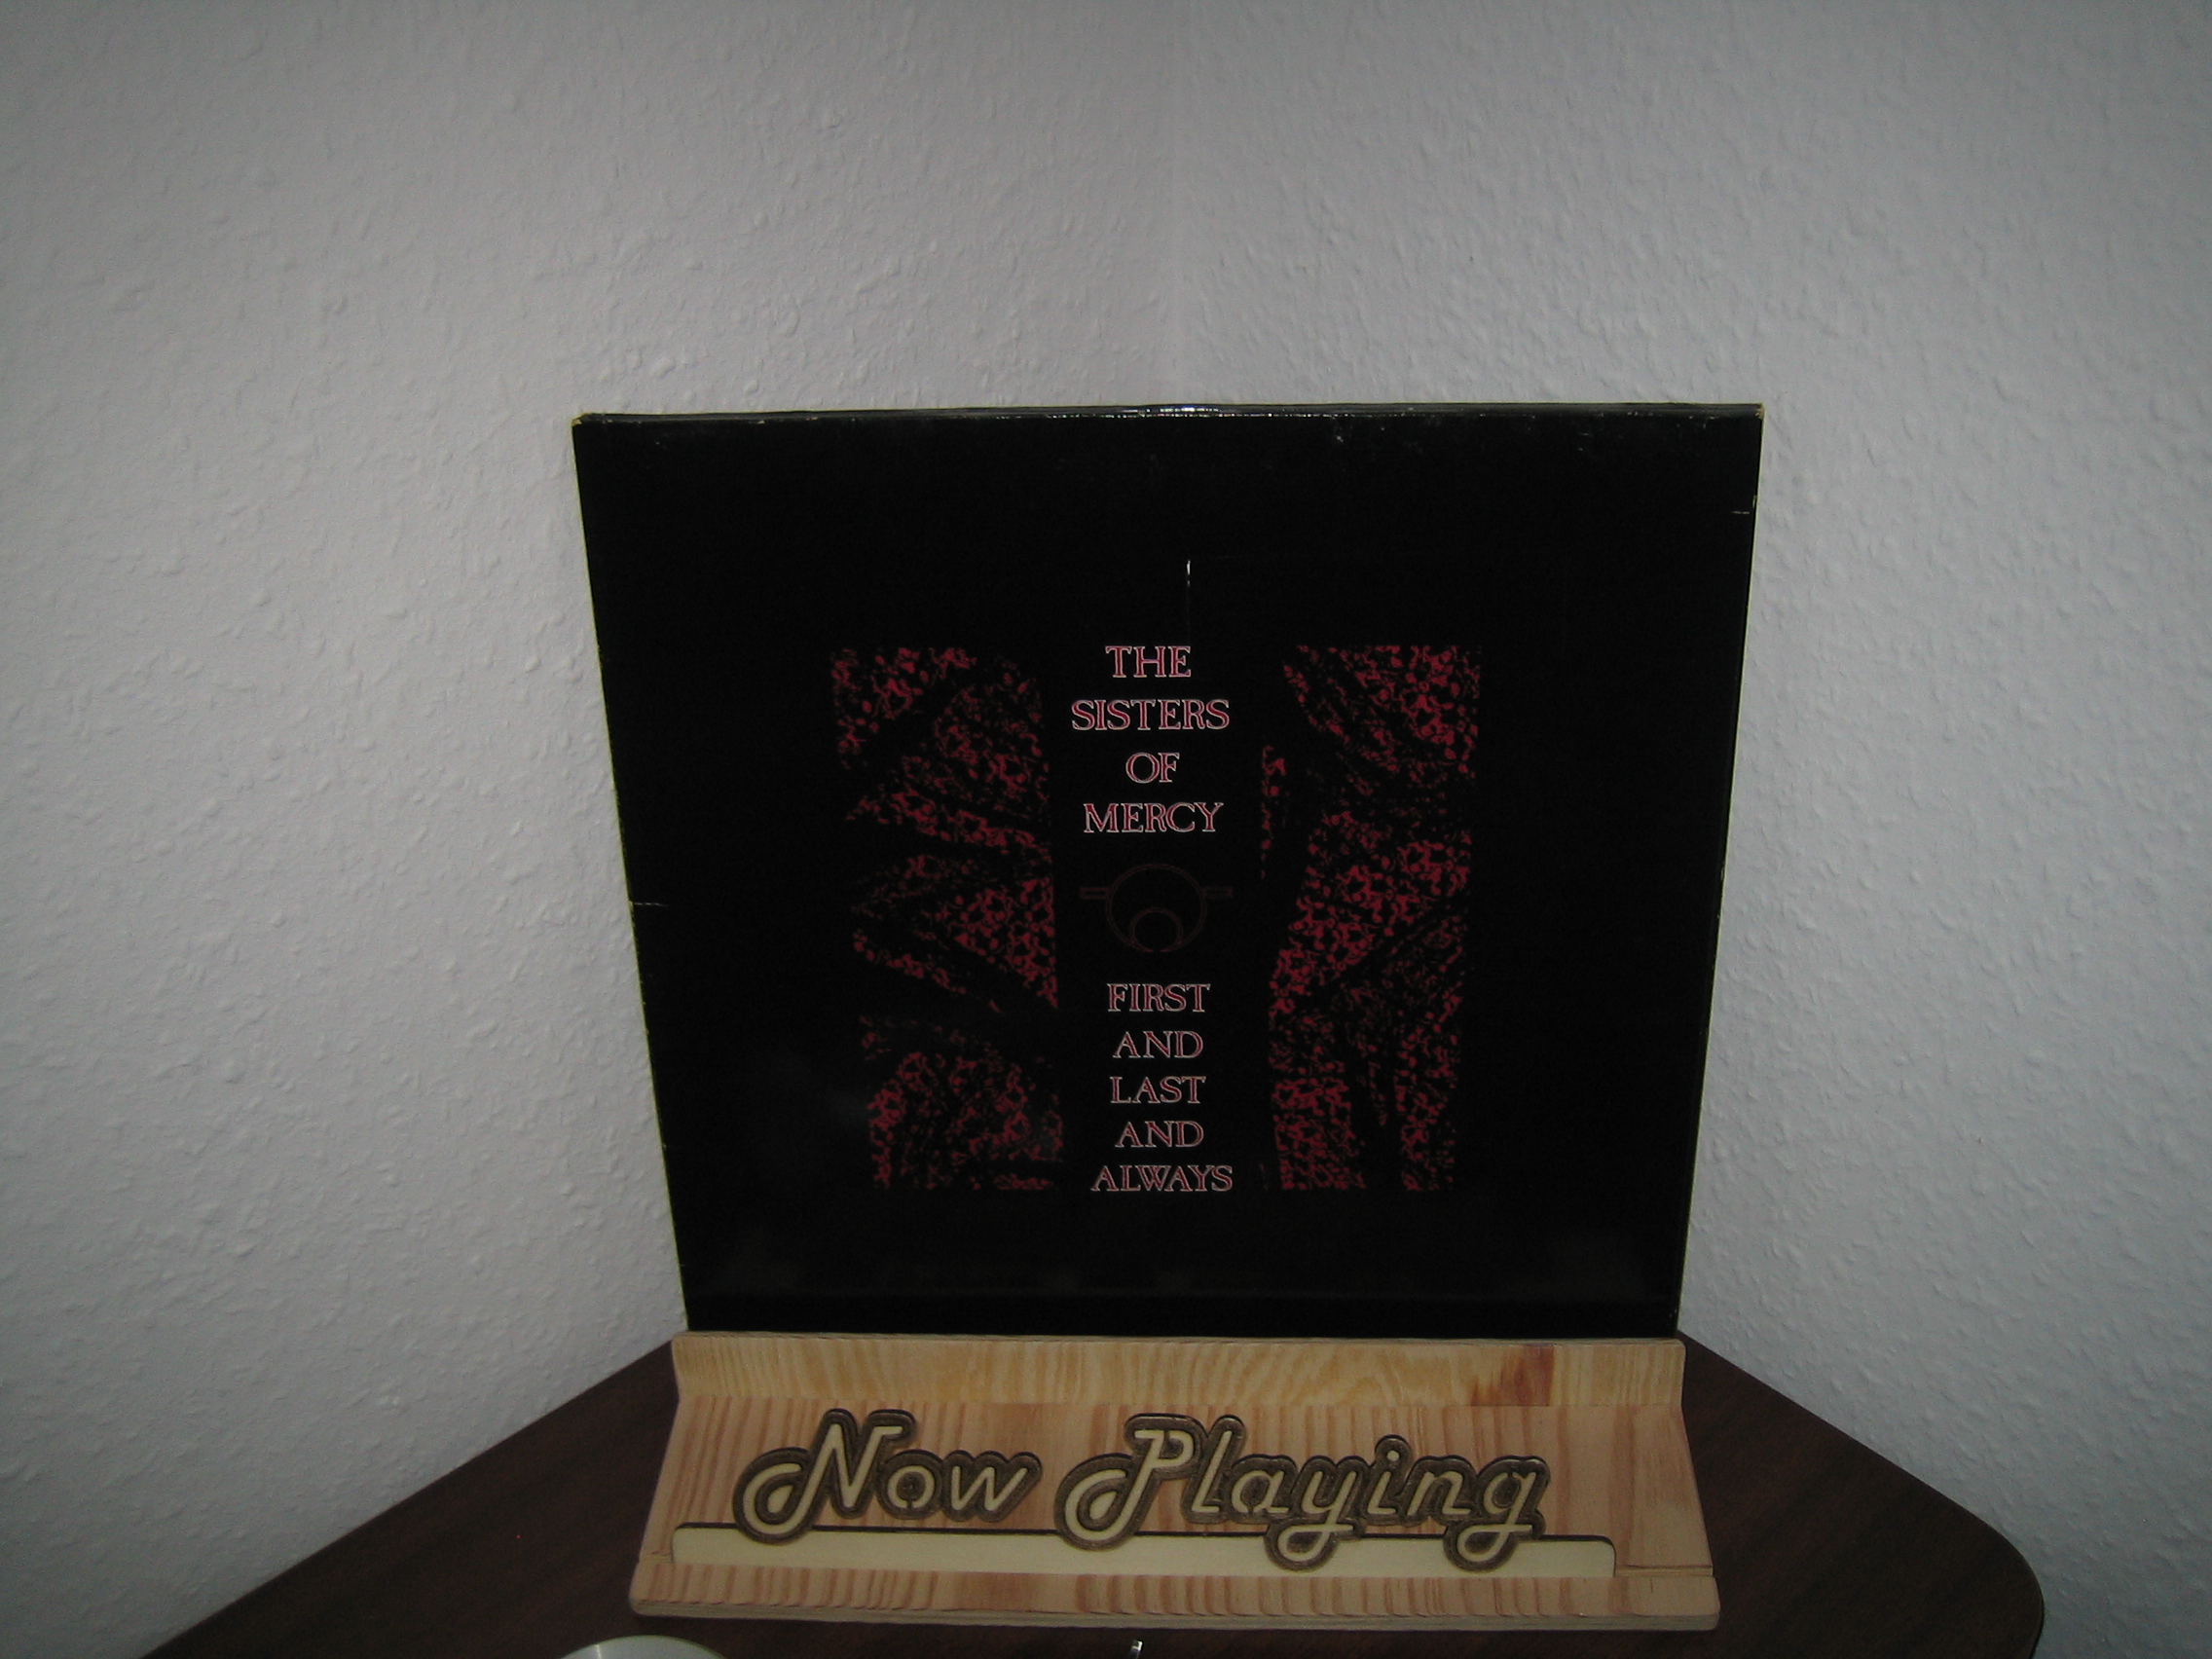 THE
SISTERS
OF
MERCY
FIRST
AND
LAST
AND
ALWAYS
Now Playing